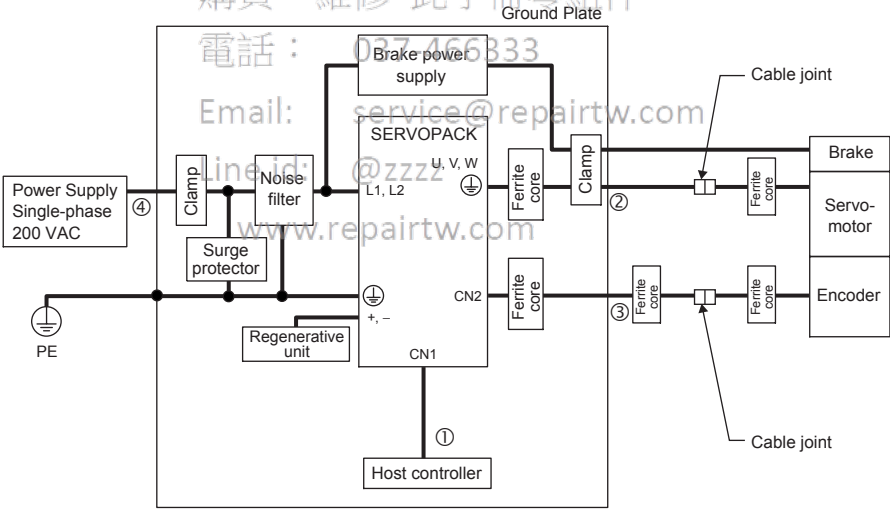 購買、維修 此手需零組件
Ground Plate
電話： 037-466333
Brake power
supply
Cable joint
Email: service@repairtw.com
SERVOPACK
Line id: @zzzz
U, V, W
Clamp
Noise
filter
L1, L2
Ferrite
core
Clamp
Ferrite
core
Brake
Power Supply
Single-phase
200 VAC
④
②
Servo-
motor
www.repairtw.com
Surge
protector
CN2
Ferrite
core
③
Ferrite
core
Ferrite
core
Encoder
PE
+, –
Regenerative
unit
CN1
①
Cable joint
Host controller